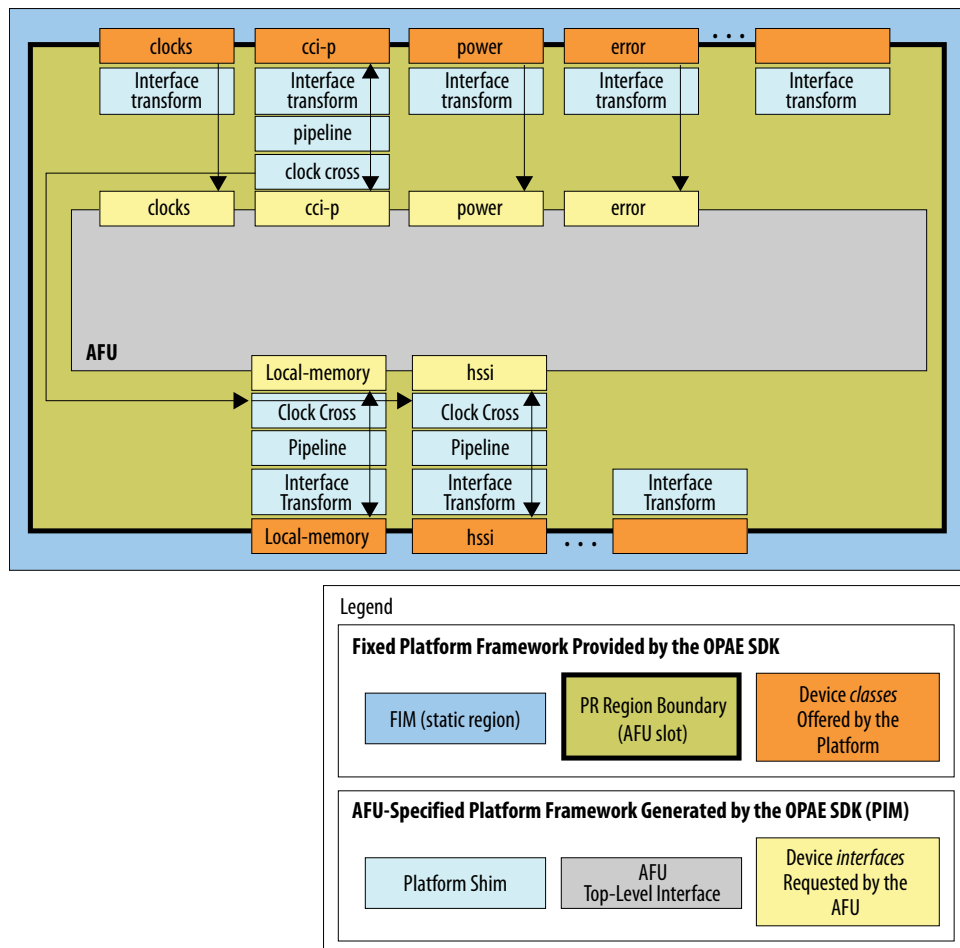 clocks
cci-p
power
error
. . .
Interface
transform
Interface
transform
Interface
transform
Interface
transform
Interface
transform
pipeline
clock cross
clocks
cci-p
power
error
AFU
Local-memory
hssi
Clock Cross
Clock Cross
Pipeline
Pipeline
Interface
Transform
Interface
Transform
Interface
Transform
Local-memory
hssi
. . .
Legend
Fixed Platform Framework Provided by the OPAE SDK
FIM (static region)
PR Region Boundary
(AFU slot)
Device classes
Offered by the
Platform
AFU-Specified Platform Framework Generated by the OPAE SDK (PIM)
Platform Shim
AFU
Top-Level Interface
Device interfaces
Requested by the
AFU